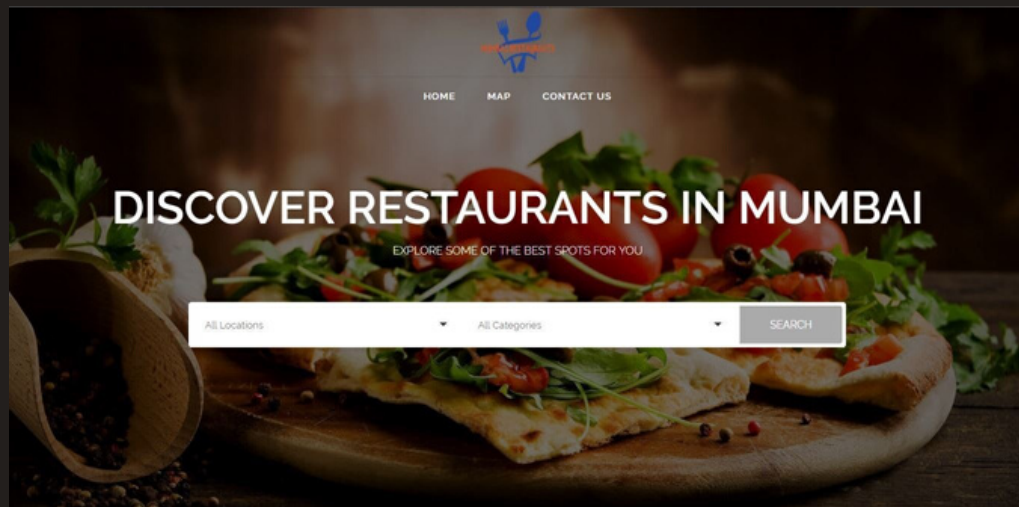 HOME MAP CONTACT US
DISCOVER RESTAURANTS IN MUMBAI
EXPLORE SOME OF THE BEST SPOTS FOR YOU
All Locations All Categories SEARCH